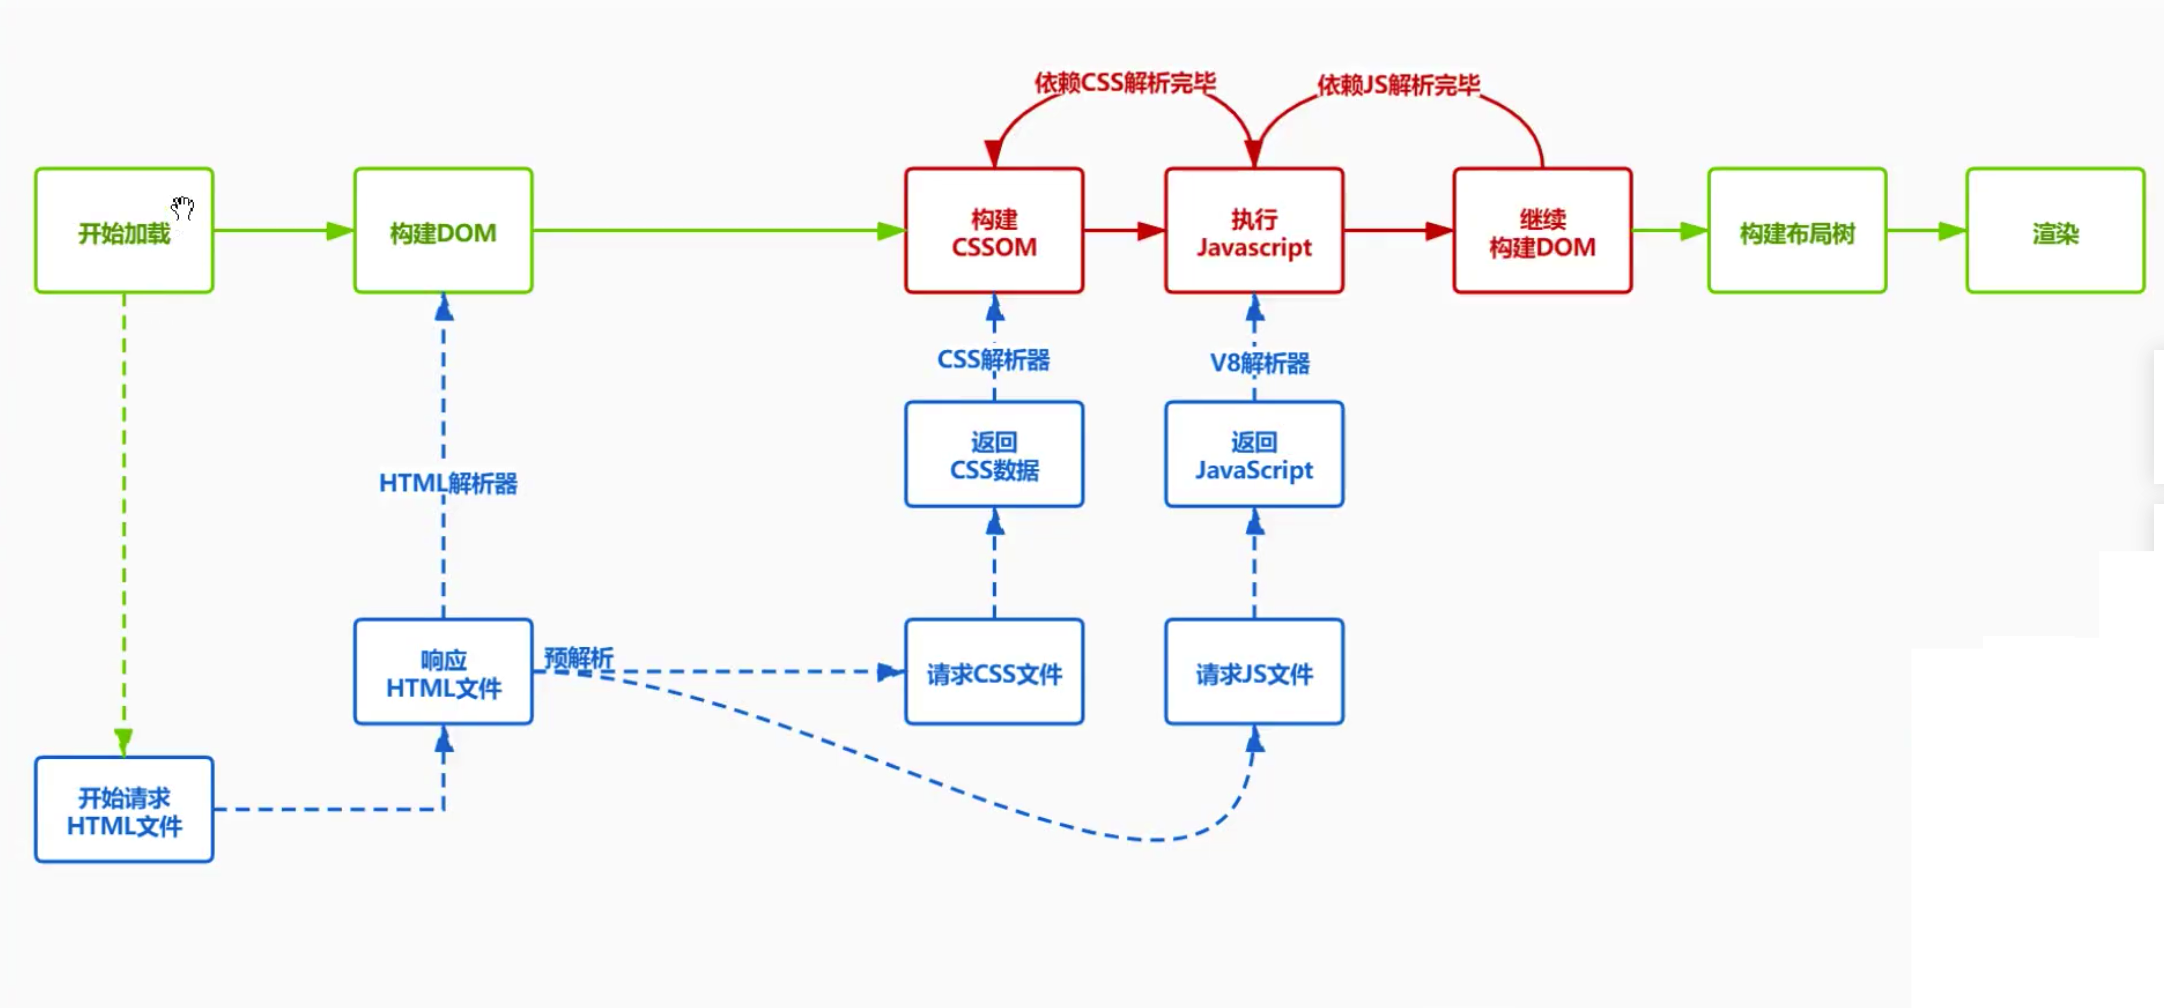 依赖CSS解析完毕
依赖JS解析完毕
开始加载
构建DOM
构建
CSSOM
执行
Javascript
继续
构建DOM
构建布局树
渲染
CSS解析器
V8解析器
返回
CSS数据
返回
JavaScript
HTML解析器
响应
HTML文件
预解析
请求CSS文件
请求JS文件
开始请求
HTML文件